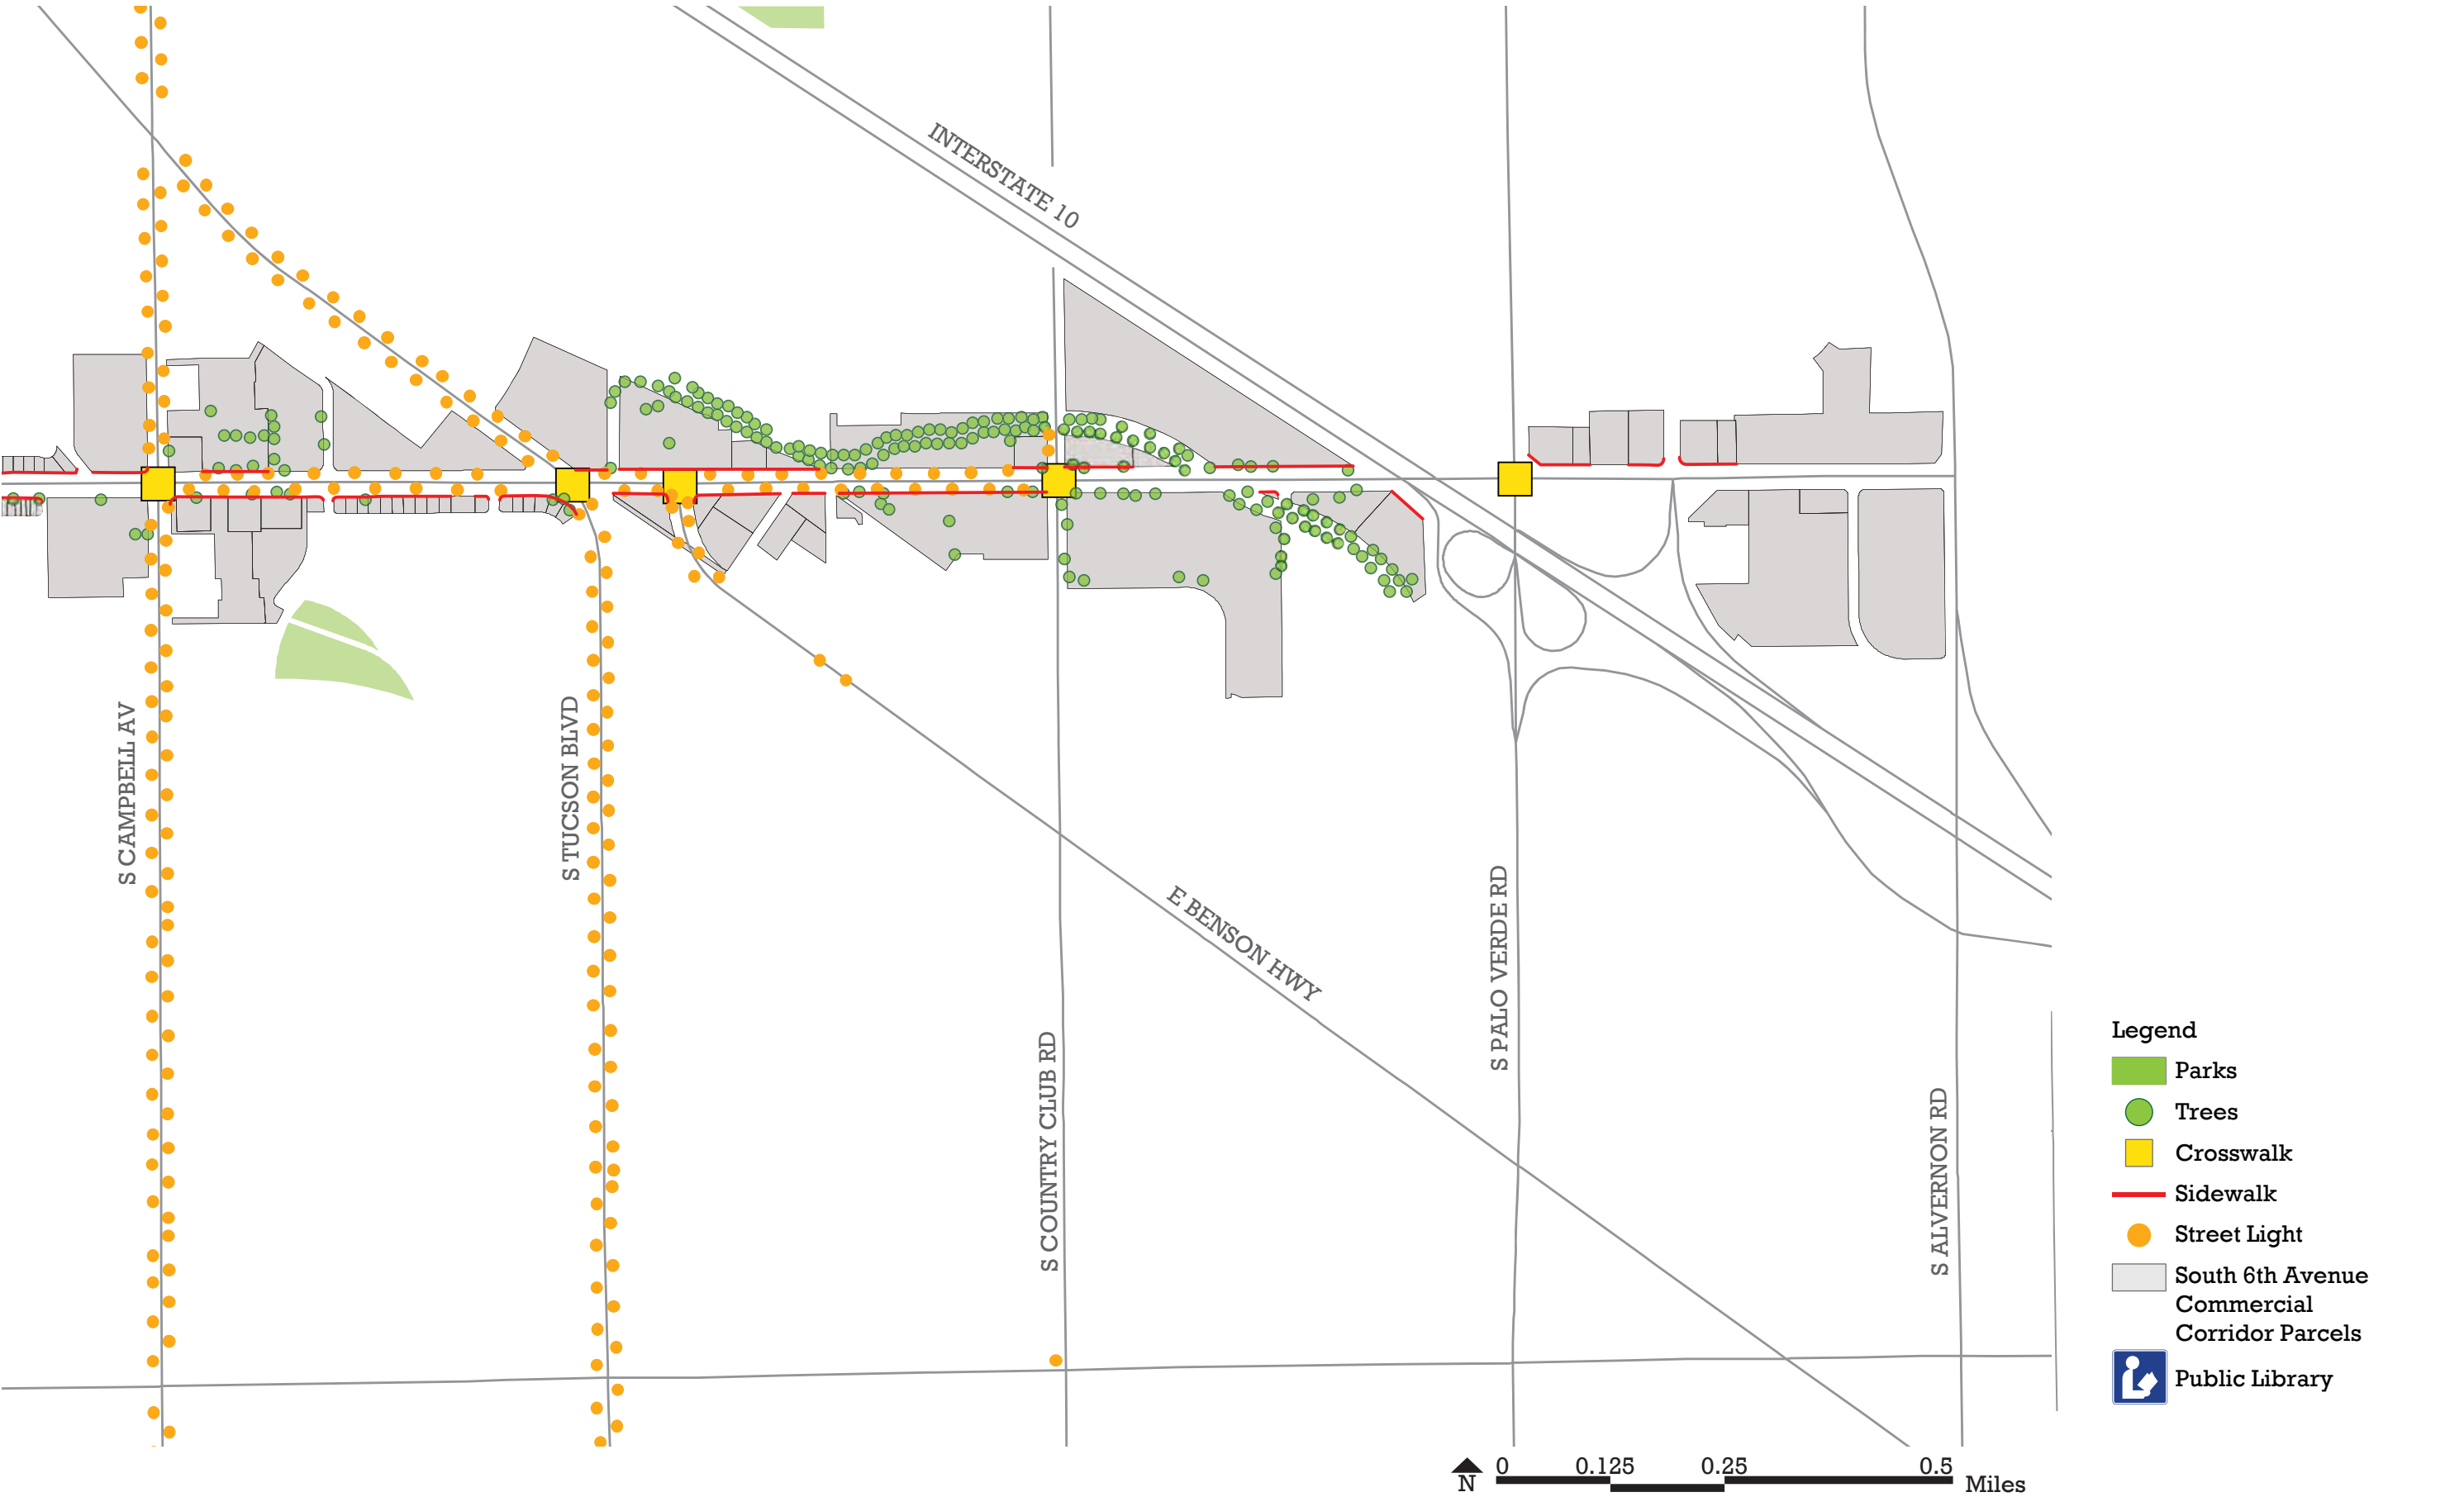 INTERSTATE 10
S CAMPBELL AV
S TUCSON BLVD
E BENSON HWY
S COUNTRY CLUB RD
S PALO VERDE RD
S ALVERNON RD
Legend
Parks
Trees
Crosswalk
Sidewalk
Street Light
South 6th Avenue
Commercial
Corridor Parcels
Public Library
N 0 0.125 0.25 0.5 Miles